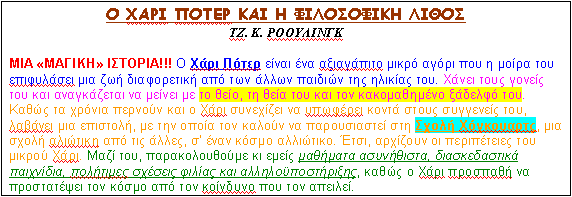 Ο ΧΑΡΙ ΠΟΤΕΡ ΚΑΙ Η ΦΙΛΟΣΟΦΙΚΗ ΛΙΘΟΣ
ΤΖ. Κ. ΡΟΟΥΛΙΝΓΚ
ΜΙΑ «ΜΑΓΙΚΗ» ΙΣΤΟΡΙΑ!!! Ο Χάρι Πότερ είναι ένα αξιαγάπητο μικρό αγόρι που η μοίρα του
επιφυλάσει μια ζωή διαφορετική από των άλλων παιδιών της ηλικίας του. Χάνει τους γονείς
του και αναγκάζεται να μείνει με το θείο, τη θεία του και τον κακομαθημένο ξάδελφό του.
Καθώς τα χρόνια περνούν και ο Χάρι συνεχίζει να υποφέρει κοντά στους συγγενείς του,
λαβάνει μια επιστολή, με την οποία τον καλούν να παρουσιαστεί στη Σχολή Χόγκουαρτς, μια
σχολή αλιώτικη από τις άλλες, σ' έναν κόσμο αλλιώτικο. Έτσι, αρχίζουν οι περιπέτειες του
μικρού Χάρι. Μαζί του, παρακολουθούμε κι εμείς μαθήματα ασυνήθιστα, διασκεδαστικά
παιχνίδια, πολύτιμες σχέσεις φιλίας και αλληλοϋποστήριξης, καθώς ο Χάρι προσπαθή να
προστατέψει τον κόσμο από τον κοίνδυνο που τον απειλεί.